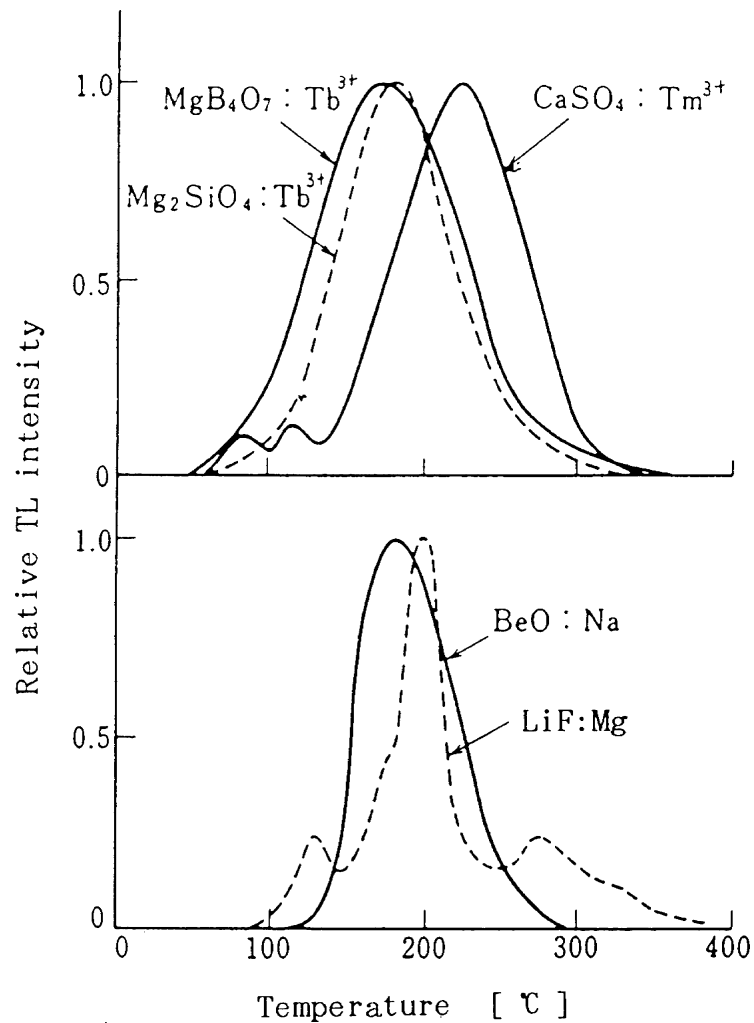 Relative TL intensity
1.0
0.5
0
MgB₄O₇ : Tb³⁺
CaSO₄ : Tm³⁺
Mg₂SiO₄ : Tb³⁺
1.0
0.5
0
BeO : Na
LiF:Mg
0
100
200
300
400
Temperature [ ℃ ]